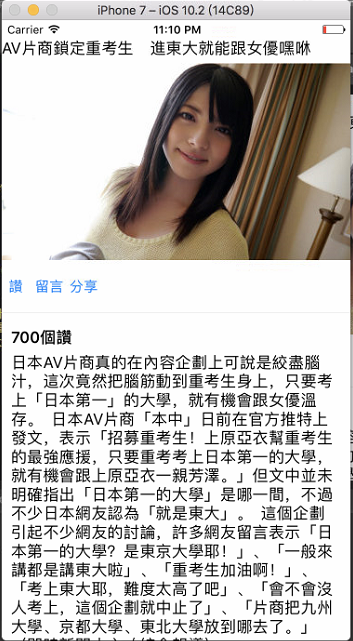 iPhone 7 – iOS 10.2 (14C89)
Carrier 11:10 PM
AV片商鎖定重考生　進東大就能跟女優嘿咻
讚 留言 分享
700個讚
日本AV片商真的在內容企劃上可說是絞盡腦
汁，這次竟然把腦筋動到重考生身上，只要考
上「日本第一」的大學，就有機會跟女優溫
存。 日本AV片商「本中」日前在官方推特上
發文，表示「招募重考生！上原亞衣幫重考生
的最強應援，只要重考考上日本第一的大學，
就有機會跟上原亞衣一親芳澤。」但文中並未
明確指出「日本第一的大學」是哪一間，不過
不少日本網友認為「就是東大」。 這個企劃
引起不少網友的討論，許多網友留言表示「日
本第一的大學？是東京大學耶！」、「一般來
講都是講東大啦」、「重考生加油啊！」、
「考上東大耶，難度太高了吧」、「會不會沒
人考上，這個企劃就中止了」、「片商把九州
大學、京都大學、東北大學放到哪去了。」